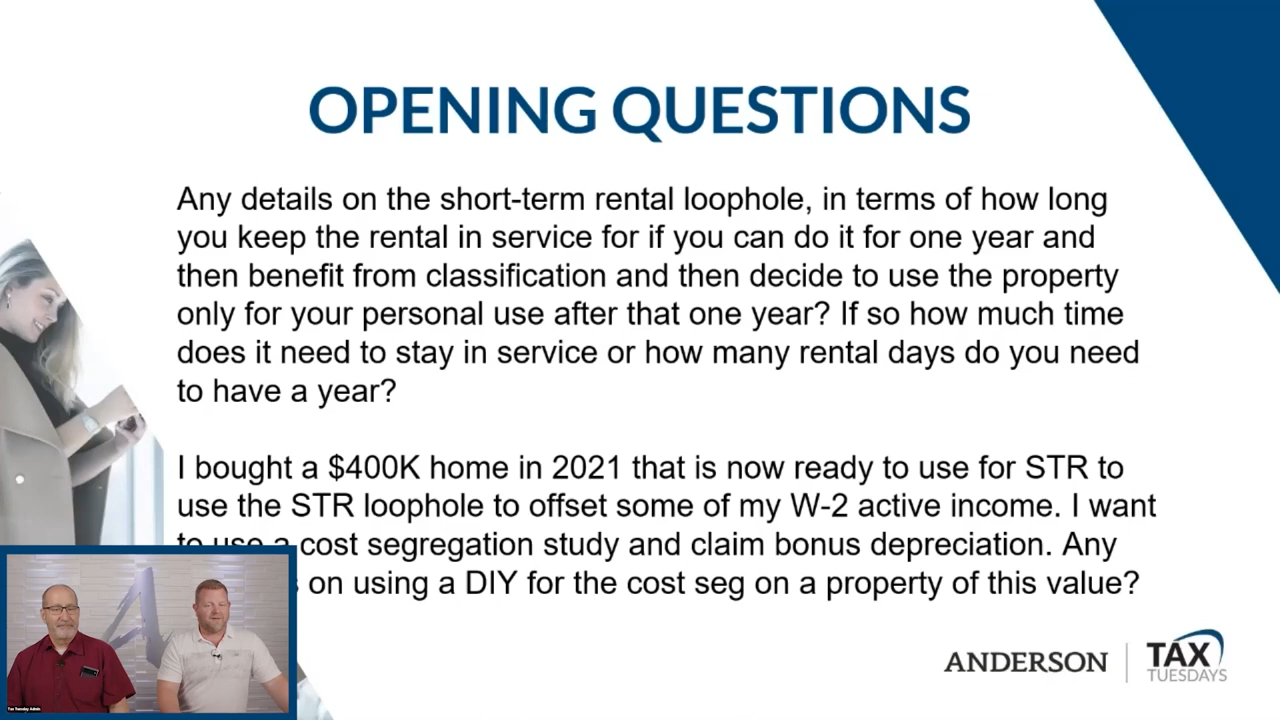 OPENING QUESTIONS
Any details on the short-term rental loophole, in terms of how long
you keep the rental in service for if you can do it for one year and
then benefit from classification and then decide to use the property
only for your personal use after that one year? If so how much time
does it need to stay in service or how many rental days do you need
to have a year?
I bought a $400K home in 2021 that is now ready to use for STR to
use the STR loophole to offset some of my W-2 active income. I want
to use a cost segregation study and claim bonus depreciation. Any
on using a DIY for the cost seg on a property of this value?
ANDERSON
TAX
TUESDAYS
Tax Tuesday Admin